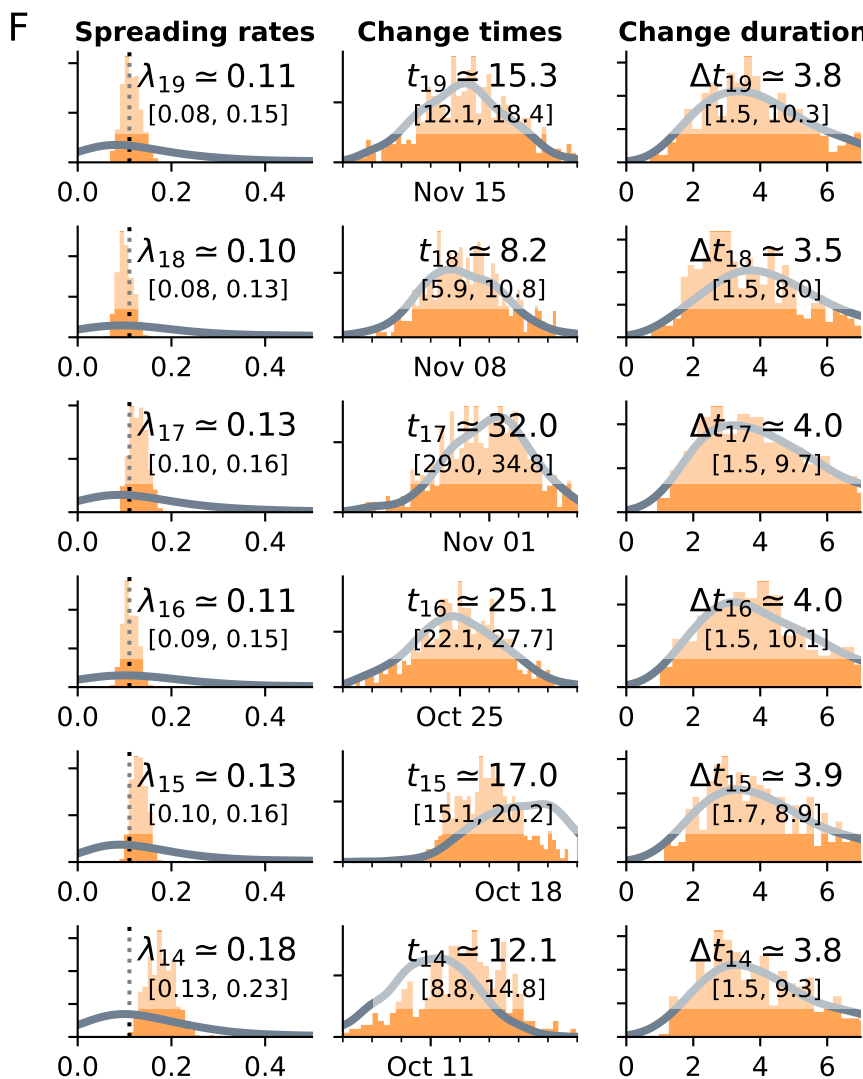 F
Spreading rates Change times Change duration
λ19 ≃ 0.11 t19 ≃ 15.3 Δt19 ≃ 3.8
[0.08, 0.15] [12.1, 18.4] [1.5, 10.3]
0.0 0.2 0.4 Nov 15 0 2 4 6
λ18 ≃ 0.10 t18 ≃ 8.2 Δt18 ≃ 3.5
[0.08, 0.13] [5.9, 10.8] [1.5, 8.0]
0.0 0.2 0.4 Nov 08 0 2 4 6
λ17 ≃ 0.13 t17 ≃ 32.0 Δt17 ≃ 4.0
[0.10, 0.16] [29.0, 34.8] [1.5, 9.7]
0.0 0.2 0.4 Nov 01 0 2 4 6
λ16 ≃ 0.11 t16 ≃ 25.1 Δt16 ≃ 4.0
[0.09, 0.15] [22.1, 27.7] [1.5, 10.1]
0.0 0.2 0.4 Oct 25 0 2 4 6
λ15 ≃ 0.13 t15 ≃ 17.0 Δt15 ≃ 3.9
[0.10, 0.16] [15.1, 20.2] [1.7, 8.9]
0.0 0.2 0.4 Oct 18 0 2 4 6
λ14 ≃ 0.18 t14 ≃ 12.1 Δt14 ≃ 3.8
[0.13, 0.23] [8.8, 14.8] [1.5, 9.3]
0.0 0.2 0.4 Oct 11 0 2 4 6